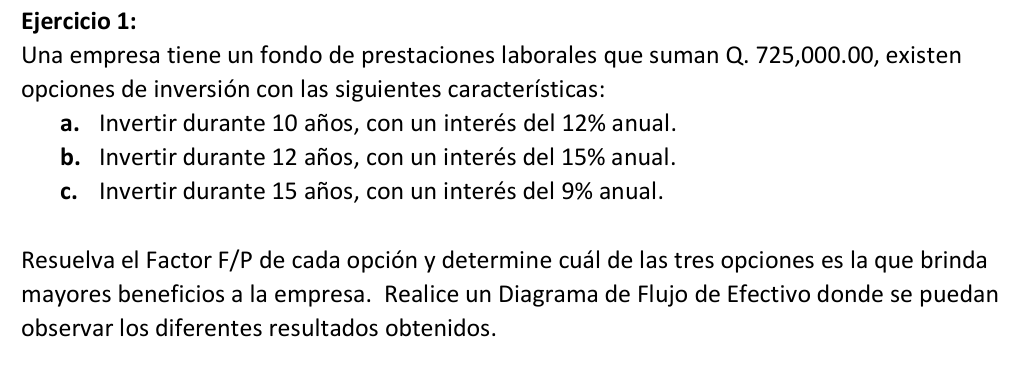 Ejercicio 1:
Una empresa tiene un fondo de prestaciones laborales que suman Q. 725,000.00, existen
opciones de inversión con las siguientes características:
a. Invertir durante 10 años, con un interés del 12% anual.
b. Invertir durante 12 años, con un interés del 15% anual.
c. Invertir durante 15 años, con un interés del 9% anual.
Resuelva el Factor F/P de cada opción y determine cuál de las tres opciones es la que brinda
mayores beneficios a la empresa. Realice un Diagrama de Flujo de Efectivo donde se puedan
observar los diferentes resultados obtenidos.